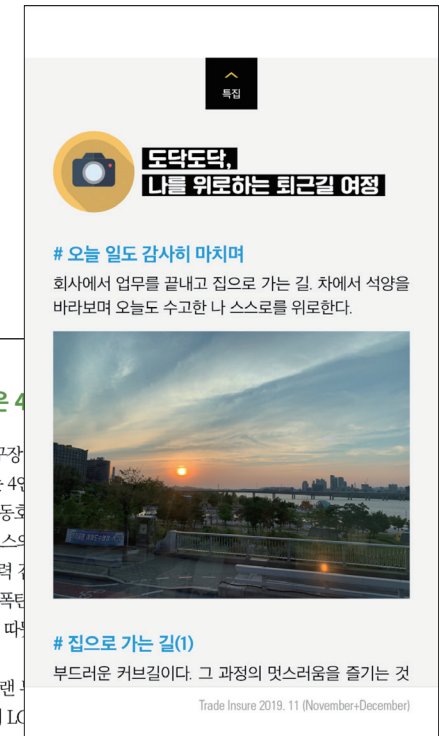 특집
도닥도닥,
나를 위로하는 퇴근길 여정
# 오늘 일도 감사히 마치며
회사에서 업무를 끝내고 집으로 가는 길. 차에서 석양을
바라보며 오늘도 수고한 나 스스로를 위로한다.
# 집으로 가는 길(1)
부드러운 커브길이다. 그 과정의 멋스러움을 즐기는 것
Trade Insure 2019. 11 (November+December)